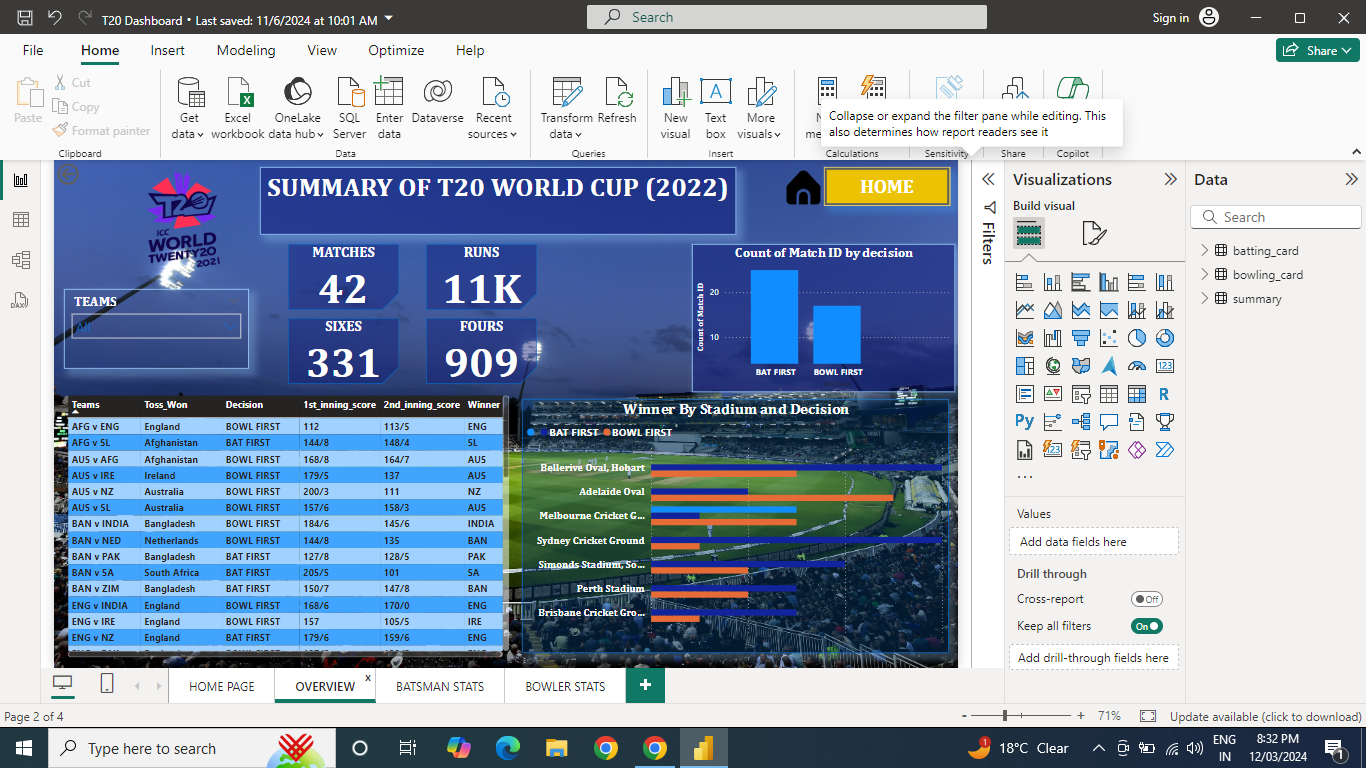 T20 Dashboard • Last saved: 11/6/2024 at 10:01 AM
Search
Sign in
File
Home
Insert
Modeling
View
Optimize
Help
Share
Paste
Cut
Copy
Format painter
Get data
Excel workbook
OneLake data hub
SQL Server
Enter data
Dataverse
Recent sources
Transform data
Refresh
New visual
Text box
More visuals
Collapse or expand the filter pane while editing. This
also determines how report readers see it
Clipboard
Data
Queries
Insert
Calculations
Sensitivity
Share
Copilot
T20
ICC
WORLD
TWENTY20
2021
SUMMARY OF T20 WORLD CUP (2022)
HOME
TEAMS
All
MATCHES
42
RUNS
11K
SIXES
331
FOURS
909
Count of Match ID by decision
Count of Match ID
20
10
BAT FIRST
BOWL FIRST
Teams Toss_Won Decision 1st_inning_score 2nd_inning_score Winner
AFG v ENG England BOWL FIRST 112 113/5 ENG
AFG v SL Afghanistan BAT FIRST 144/8 148/4 SL
AUS v AFG Afghanistan BOWL FIRST 168/8 164/7 AUS
AUS v IRE Ireland BOWL FIRST 179/5 137 AUS
AUS v NZ Australia BOWL FIRST 200/3 111 NZ
AUS v SL Australia BOWL FIRST 157/6 158/3 AUS
BAN v INDIA Bangladesh BOWL FIRST 184/6 145/6 INDIA
BAN v NED Netherlands BOWL FIRST 144/8 135 BAN
BAN v PAK Bangladesh BAT FIRST 127/8 128/5 PAK
BAN v SA South Africa BAT FIRST 205/5 101 SA
BAN v ZIM Bangladesh BAT FIRST 150/7 147/8 BAN
ENG v INDIA England BOWL FIRST 168/6 170/0 ENG
ENG v IRE England BOWL FIRST 157 105/5 IRE
ENG v NZ England BAT FIRST 179/6 159/6 ENG
Winner By Stadium and Decision
BAT FIRST BOWL FIRST
Bellerive Oval, Hobart
Adelaide Oval
Melbourne Cricket G...
Sydney Cricket Ground
Simonds Stadium, So...
Perth Stadium
Brisbane Cricket Gro...
Filters
Visualizations
Build visual
123
R
Py
123
...
Values
Add data fields here
Drill through
Cross-report
Off
Keep all filters
On
Add drill-through fields here
Data
Search
batting_card
bowling_card
summary
HOME PAGE
OVERVIEW
x
BATSMAN STATS
BOWLER STATS
+
Page 2 of 4
- + 71%
Update available (click to download)
Type here to search
1
18°C Clear
ENG
IN
8:32 PM
12/03/2024
1